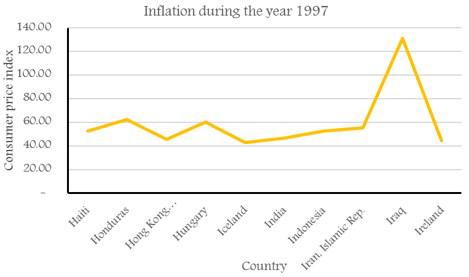 Inflation during the year 1997
Consumer price index
140.00
120.00
100.00
80.00
60.00
40.00
20.00
-
Haiti
Honduras
Hong Kong…
Hungary
Iceland
India
Indonesia
Iran, Islamic Rep.
Iraq
Ireland
Country